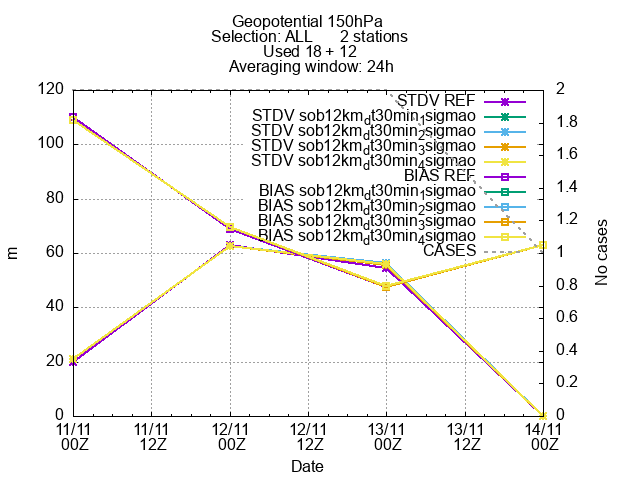 Geopotential 150hPa
Selection: ALL 2 stations
Used 18 + 12
Averaging window: 24h
120
100
80
60
40
20
0
m
2
1.8
1.6
1.4
1.2
1
0.8
0.6
0.4
0.2
0
No cases
STDV REF
STDV sob12km_dt30min_1sigmao
STDV sob12km_dt30min_2sigmao
STDV sob12km_dt30min_3sigmao
STDV sob12km_dt30min_4sigmao
BIAS REF
BIAS sob12km_dt30min_1sigmao
BIAS sob12km_dt30min_2sigmao
BIAS sob12km_dt30min_3sigmao
BIAS sob12km_dt30min_4sigmao
CASES
11/11 11/11 12/11 12/11 13/11 13/11 14/11
00Z 12Z 00Z 12Z 00Z 12Z 00Z
Date